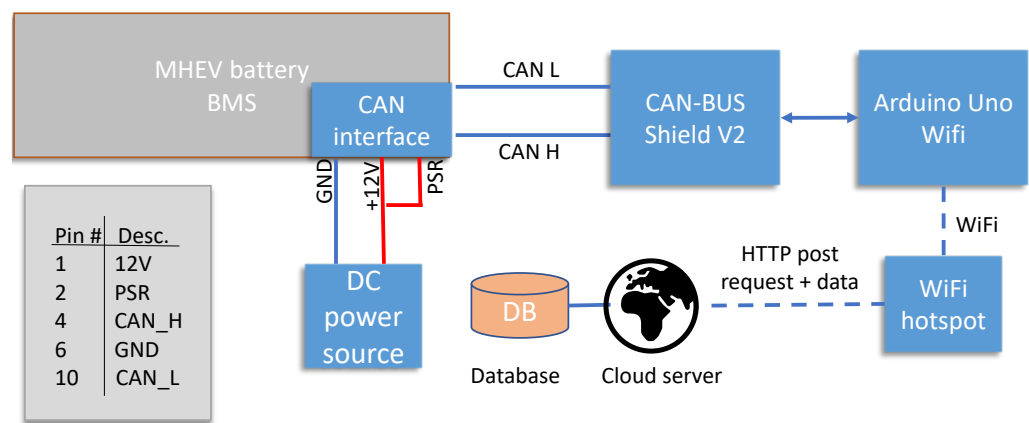 MHEV battery
BMS
CAN
interface
CAN L
CAN H
CAN-BUS
Shield V2
Arduino Uno
Wifi
GND
+12V
PSR
WiFi
Pin # Desc.
1 12V
2 PSR
4 CAN_H
6 GND
10 CAN_L
DC
power
source
DB
Database
Cloud server
HTTP post
request + data
WiFi
hotspot